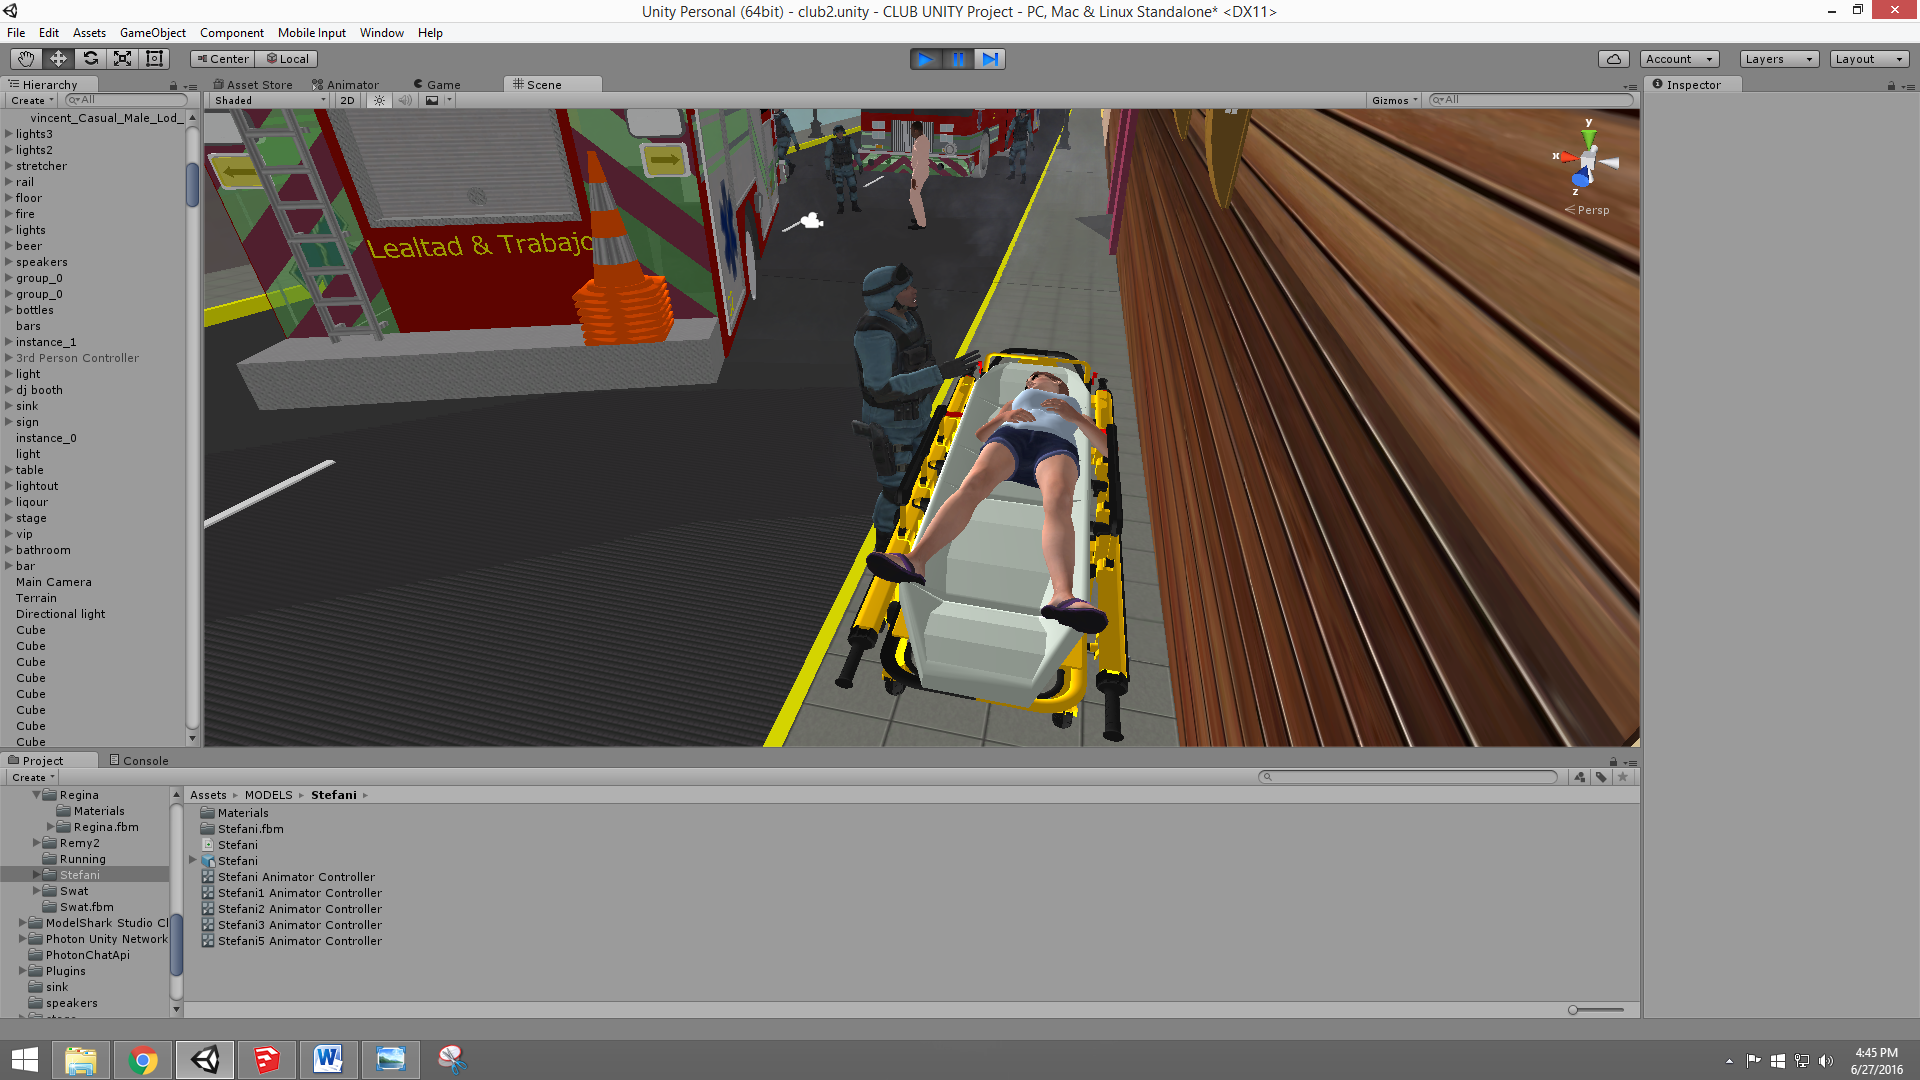 Unity Personal (64bit) - club2.unity - CLUB UNITY Project - PC, Mac & Linux Standalone* <DX11>
File Edit Assets GameObject Component Mobile Input Window Help
Center Local Account Layers Layout
Hierarchy Asset Store Animator Game Scene Inspector
Create All Shaded 2D Gizmos All
vincent_Casual_Male_Lod_
lights3
lights2
stretcher
rail
floor
fire
lights
beer
speakers
group_0
group_0
bottles
bars
instance_1
3rd Person Controller
light
dj booth
sink
sign
instance_0
light
table
lightout
liqour
stage
vip
bathroom
bar
Main Camera
Terrain
Directional light
Cube
Cube
Cube
Cube
Cube
Cube
Cube
Cube
Lealtad & Trabajo
y
x
z
Persp
Project Console
Create
Regina
Materials
Regina.fbm
Remy2
Running
Stefani
Swat
Swat.fbm
ModelShark Studio Cl
Photon Unity Network
PhotonChatApi
Plugins
sink
speakers
Assets MODELS Stefani
Materials
Stefani.fbm
Stefani
Stefani
Stefani Animator Controller
Stefani1 Animator Controller
Stefani2 Animator Controller
Stefani3 Animator Controller
Stefani5 Animator Controller
4:45 PM
6/27/2016